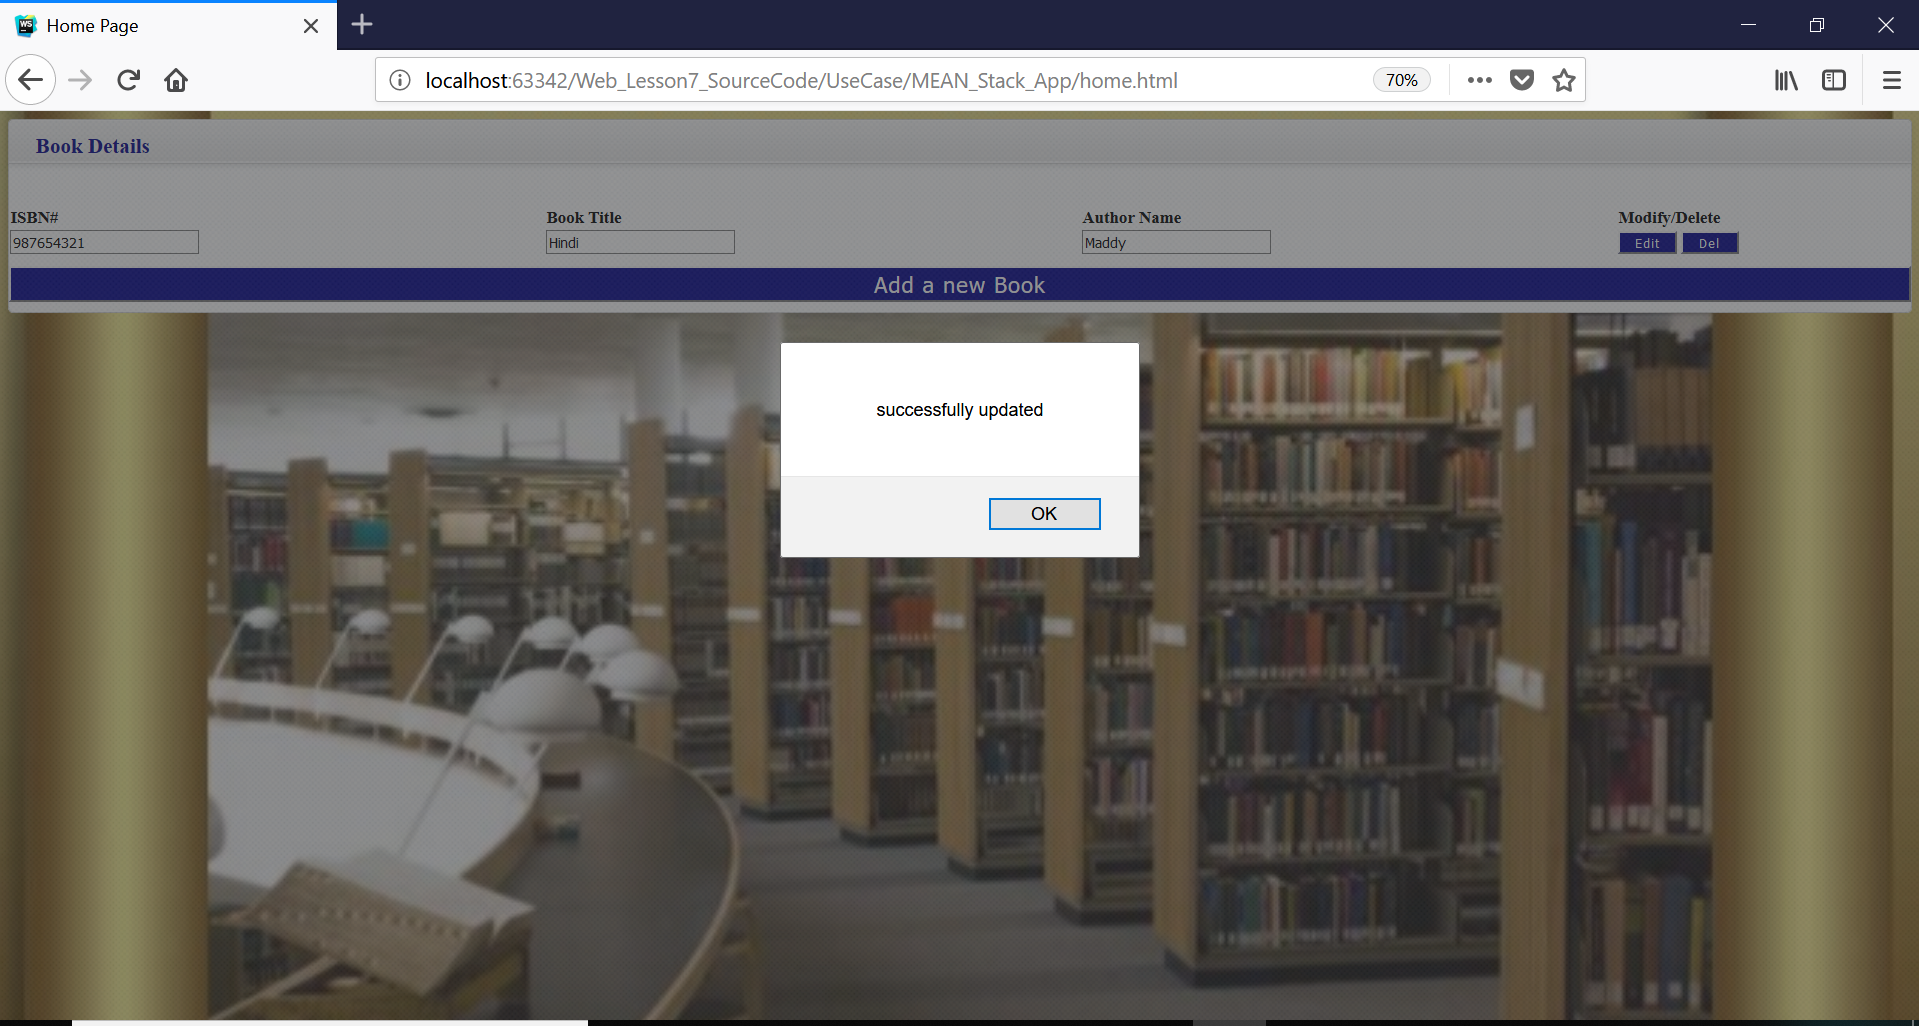 Home Page
localhost:63342/Web_Lesson7_SourceCode/UseCase/MEAN_Stack_App/home.html
70%
Book Details
ISBN# Book Title Author Name Modify/Delete
987654321 Hindi Maddy Edit Del
Add a new Book
successfully updated
OK